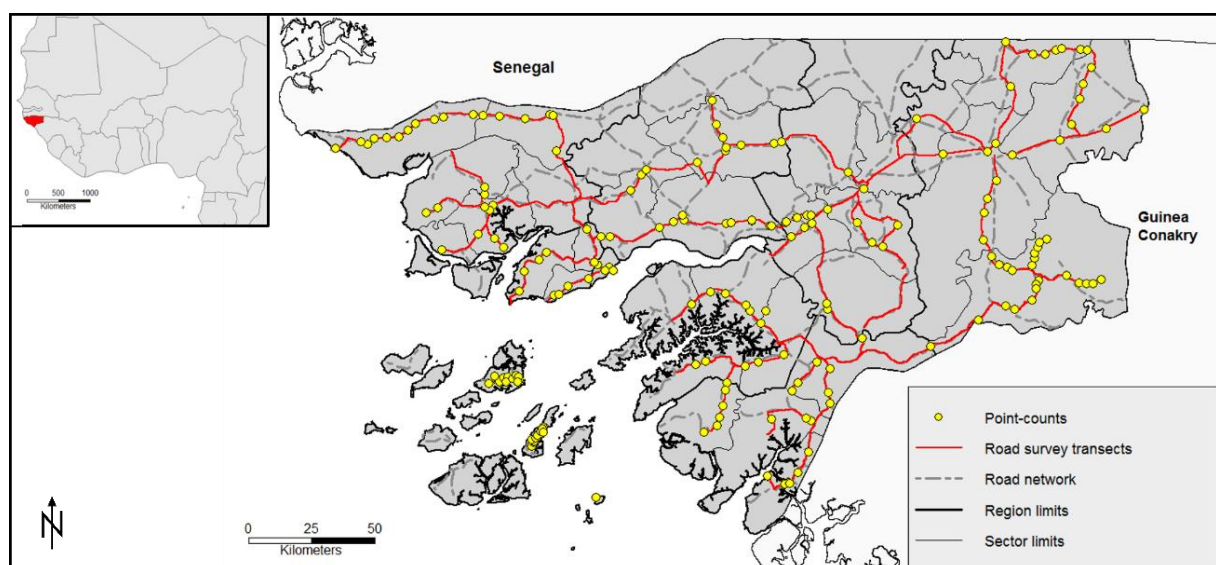 Senegal
0 500 1000
Kilometers
Guinea
Conakry
N
0 25 50
Kilometers
Point-counts
Road survey transects
Road network
Region limits
Sector limits